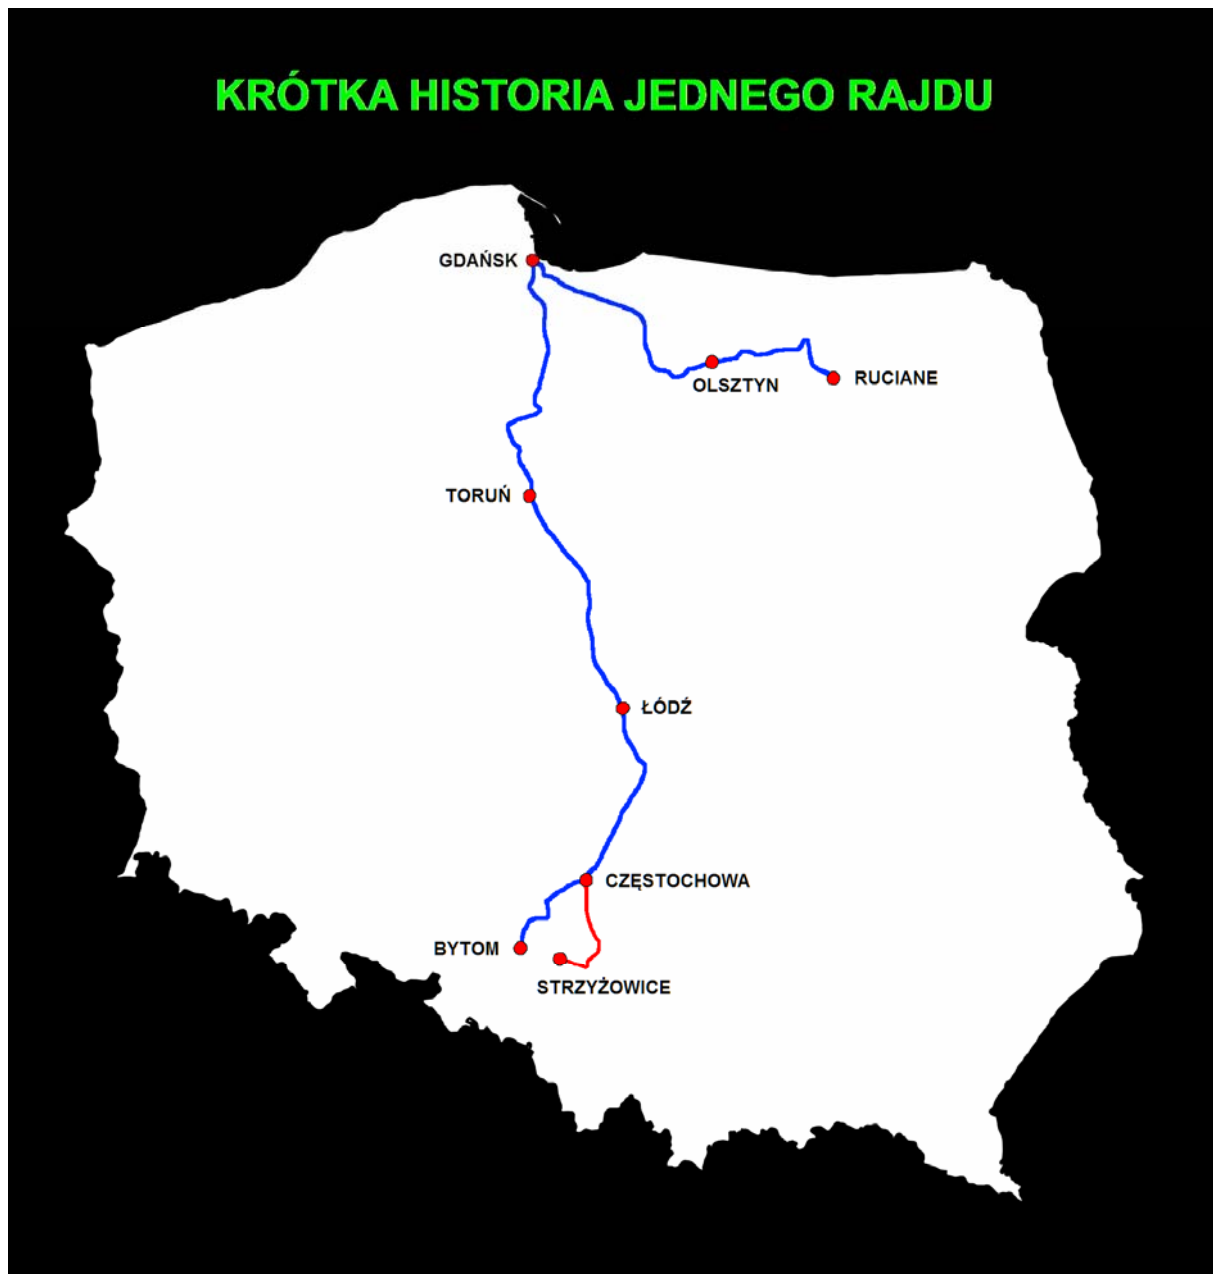 KRÓTKA HISTORIA JEDNEGO RAJDU
GDAŃSK
OLSZTYN
RUCIANE
TORUŃ
ŁÓDŹ
CZĘSTOCHOWA
BYTOM
STRZYŻOWICE